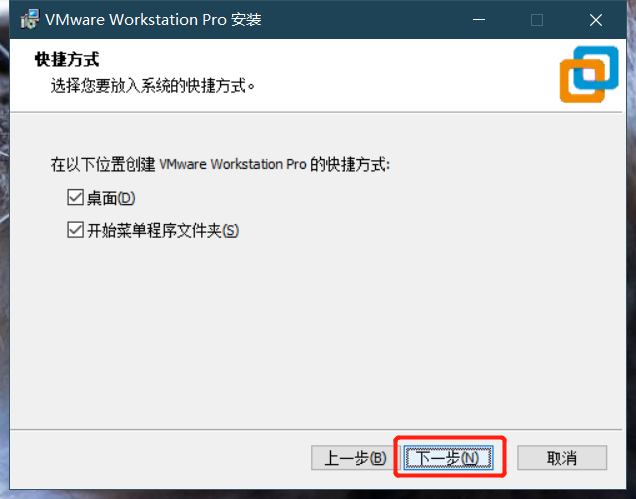 VMware Workstation Pro 安装
快捷方式
选择您要放入系统的快捷方式。
在以下位置创建 VMware Workstation Pro 的快捷方式:
桌面(D)
开始菜单程序文件夹(S)
上一步(B) 下一步(N) 取消